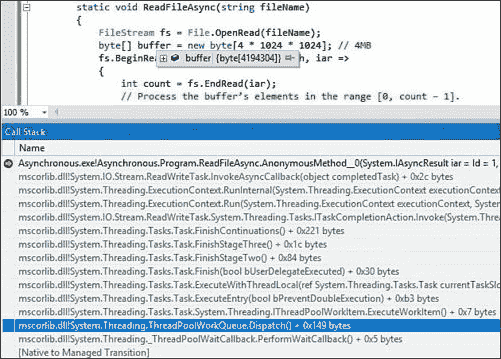 static void ReadFileAsync(string fileName)
{
FileStream fs = File.OpenRead(fileName);
byte[] buffer = new byte[4 * 1024 * 1024]; // 4MB
fs.BeginRea buffer {byte[4194304]} h, iar =>
{
int count = fs.EndRead(iar);
// Process the buffer's elements in the range [0, count - 1].
100 %
Call Stack
Name
Asynchronous.exe!Asynchronous.Program.ReadFileAsync.AnonymousMethod__0(System.IAsyncResult iar = Id = 1,
mscorlib.dll!System.IO.Stream.ReadWriteTask.InvokeAsyncCallback(object completedTask) + 0x2c bytes
mscorlib.dll!System.Threading.ExecutionContext.RunInternal(System.Threading.ExecutionContext executionContext
mscorlib.dll!System.Threading.ExecutionContext.Run(System.Threading.ExecutionContext executionContext, System
mscorlib.dll!System.IO.Stream.ReadWriteTask.System.Threading.Tasks.ITaskCompletionAction.Invoke(System.Thread
mscorlib.dll!System.Threading.Tasks.Task.FinishContinuations() + 0x221 bytes
mscorlib.dll!System.Threading.Tasks.Task.FinishStageThree() + 0x1c bytes
mscorlib.dll!System.Threading.Tasks.Task.FinishStageTwo() + 0x84 bytes
mscorlib.dll!System.Threading.Tasks.Task.Finish(bool bUserDelegateExecuted) + 0x30 bytes
mscorlib.dll!System.Threading.Tasks.Task.ExecuteWithThreadLocal(ref System.Threading.Tasks.Task currentTaskSlo
mscorlib.dll!System.Threading.Tasks.Task.ExecuteEntry(bool bPreventDoubleExecution) + 0xb3 bytes
mscorlib.dll!System.Threading.Tasks.Task.System.Threading.IThreadPoolWorkItem.ExecuteWorkItem() + 0x7 bytes
mscorlib.dll!System.Threading.ThreadPoolWorkQueue.Dispatch() + 0x149 bytes
mscorlib.dll!System.Threading._ThreadPoolWaitCallback.PerformWaitCallback() + 0x5 bytes
[Native to Managed Transition]